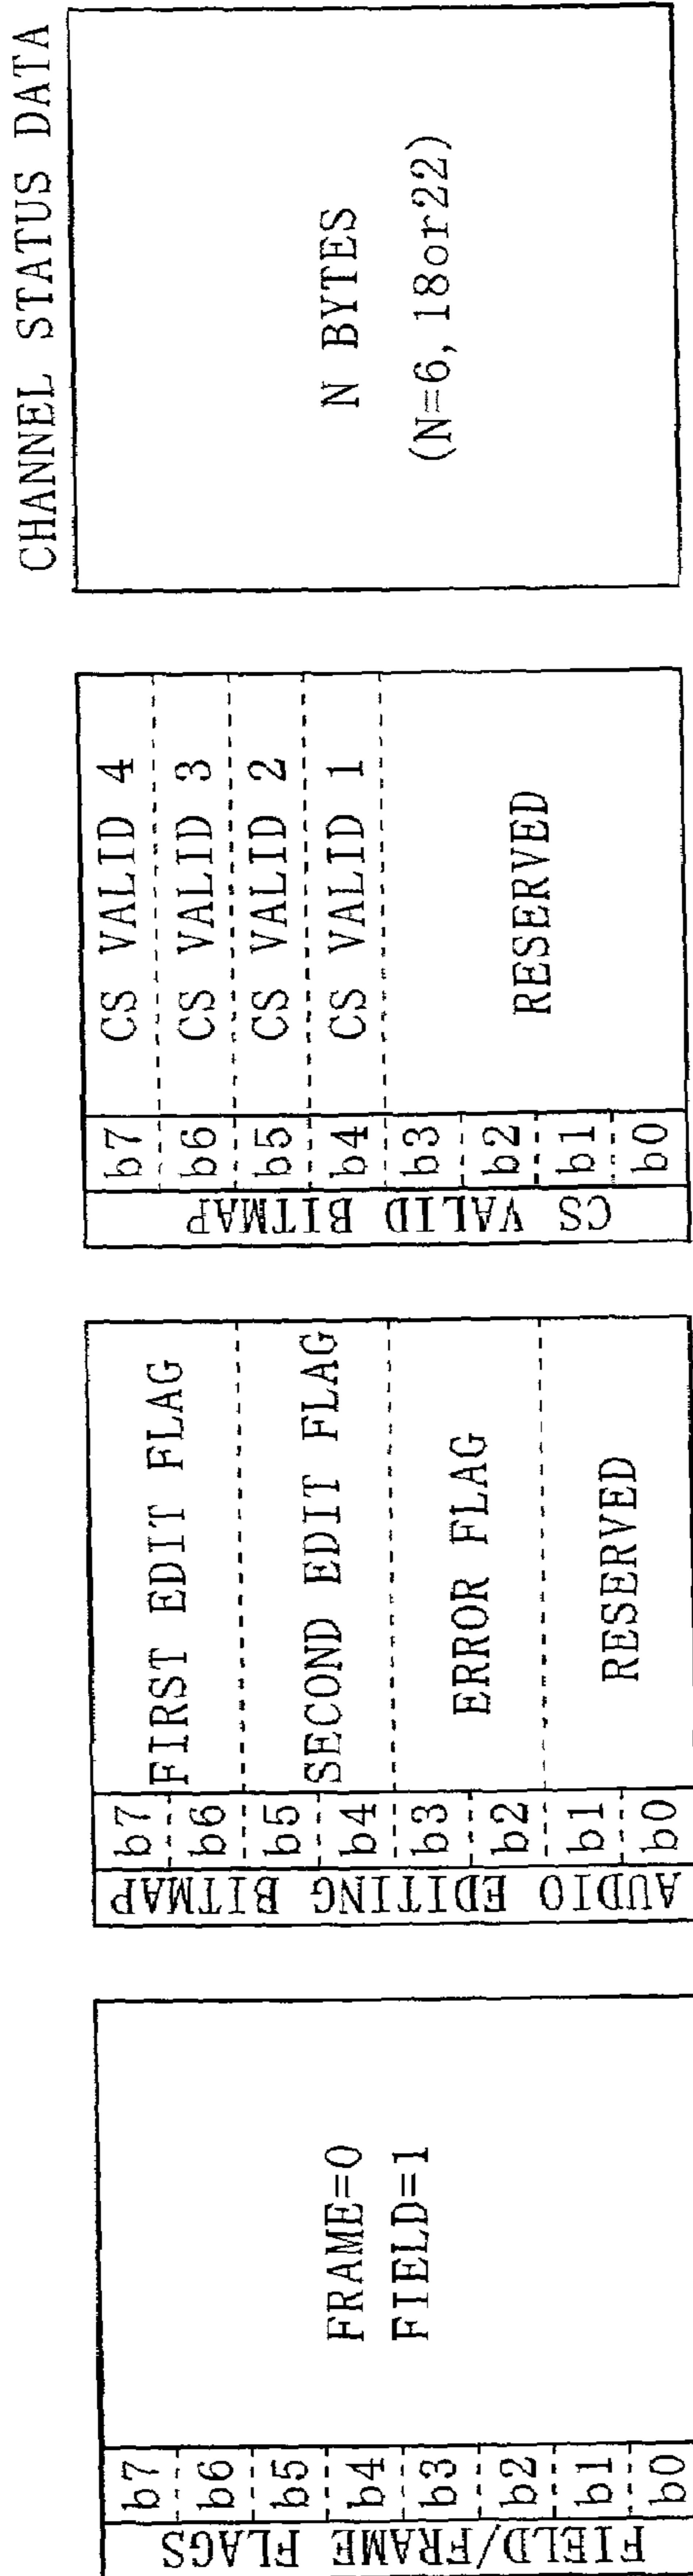 FIELD/FRAME FLAGS
b7
b6
b5
b4
b3
b2
b1
b0
FRAME=0
FIELD=1
AUDIO EDITING BITMAP
b7
b6
b5
b4
b3
b2
b1
b0
FIRST EDIT FLAG
SECOND EDIT FLAG
ERROR FLAG
RESERVED
CS VALID BITMAP
b7
b6
b5
b4
b3
b2
b1
b0
CS VALID 4
CS VALID 3
CS VALID 2
CS VALID 1
RESERVED
CHANNEL STATUS DATA
N BYTES
(N=6, 18or22)